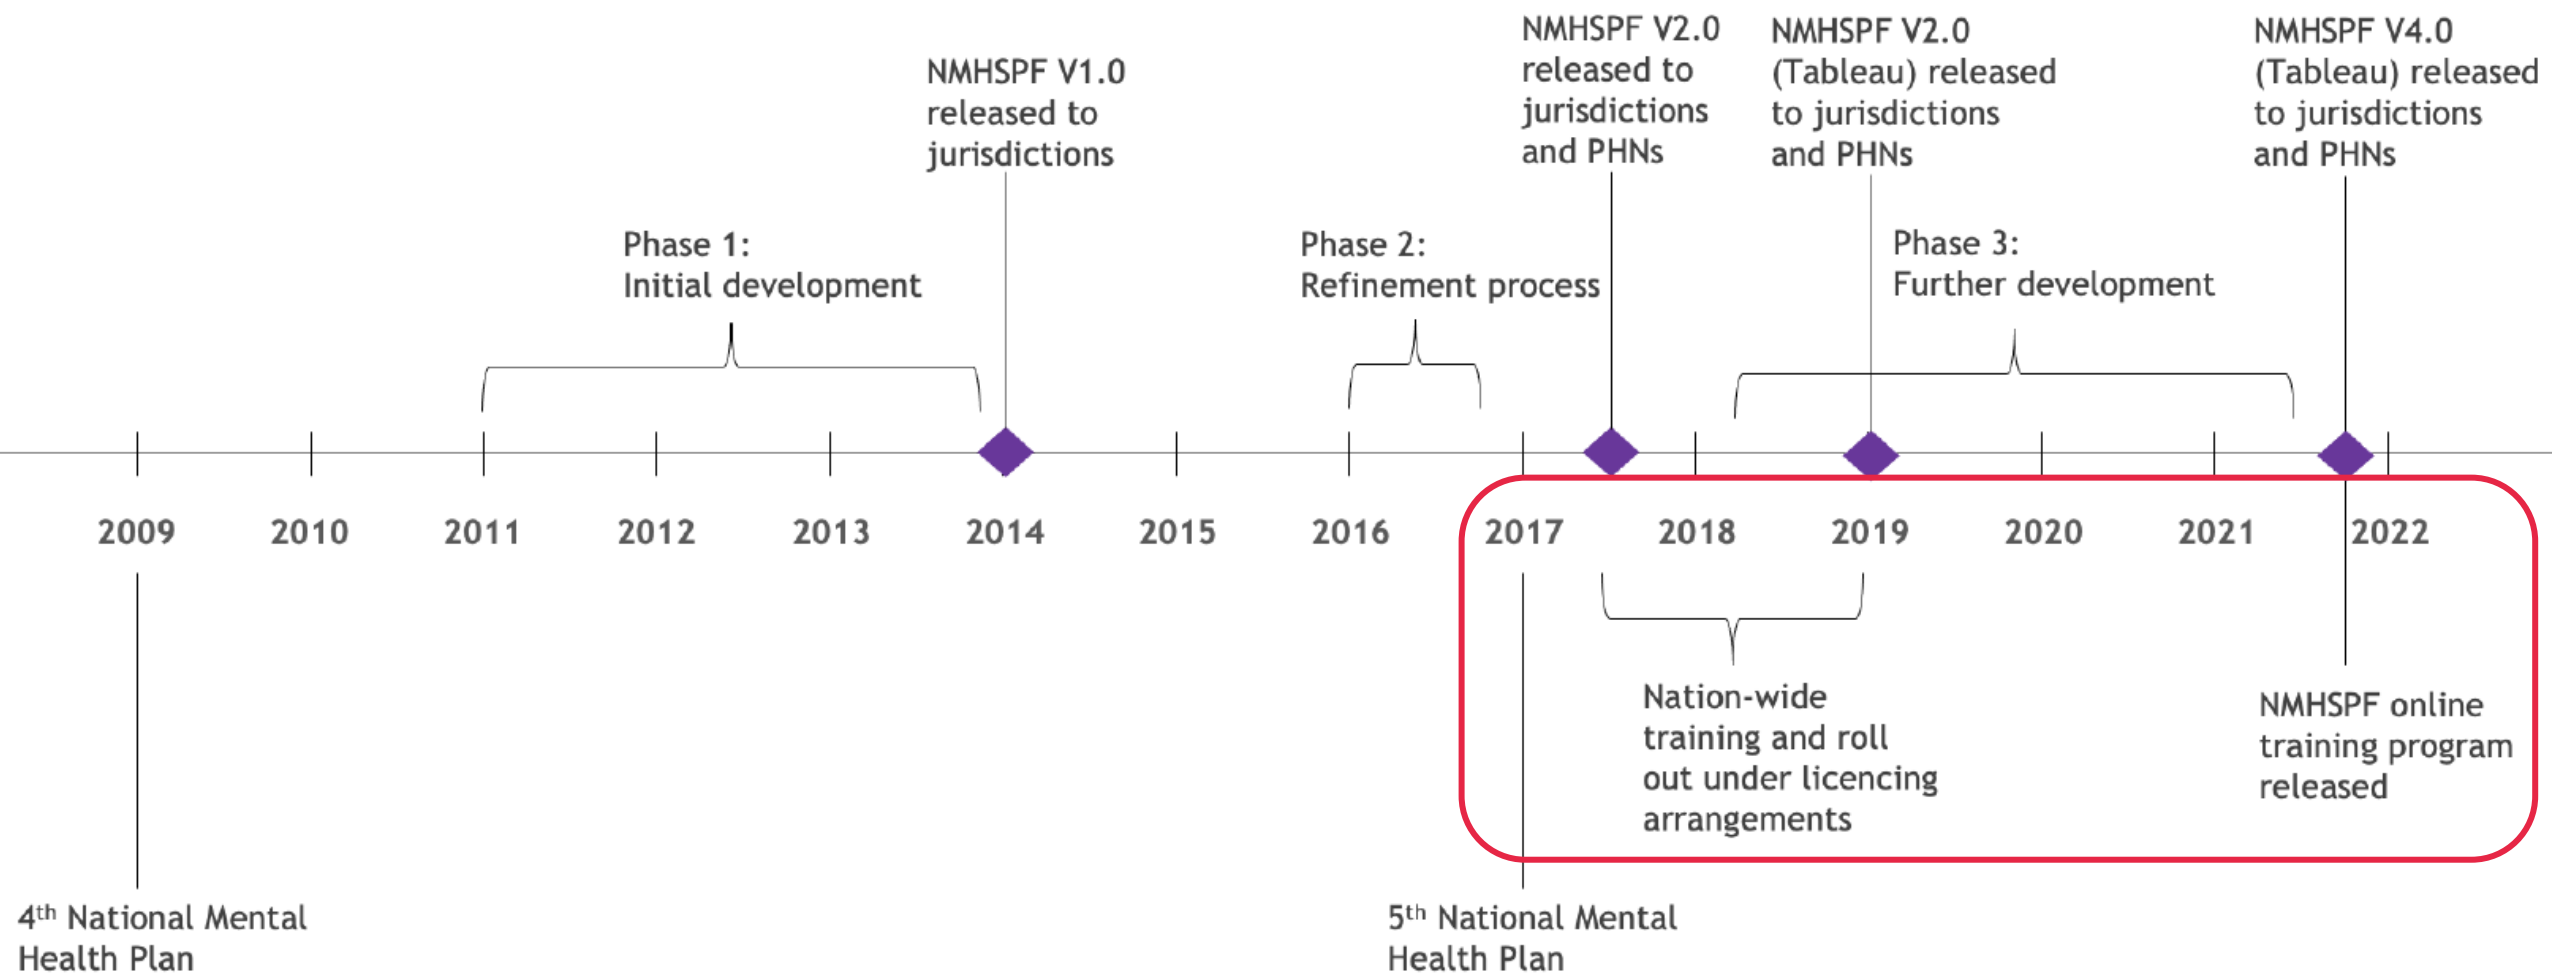 NMHSPF V1.0
released to
jurisdictions
NMHSPF V2.0
released to
jurisdictions
and PHNs
NMHSPF V2.0
(Tableau) released
to jurisdictions
and PHNs
NMHSPF V4.0
(Tableau) released
to jurisdictions
and PHNs
Phase 1:
Initial development
Phase 2:
Refinement process
Phase 3:
Further development
2009 2010 2011 2012 2013 2014 2015 2016 2017 2018 2019 2020 2021 2022
Nation-wide
training and roll
out under licencing
arrangements
NMHSPF online
training program
released
4th National Mental
Health Plan
5th National Mental
Health Plan